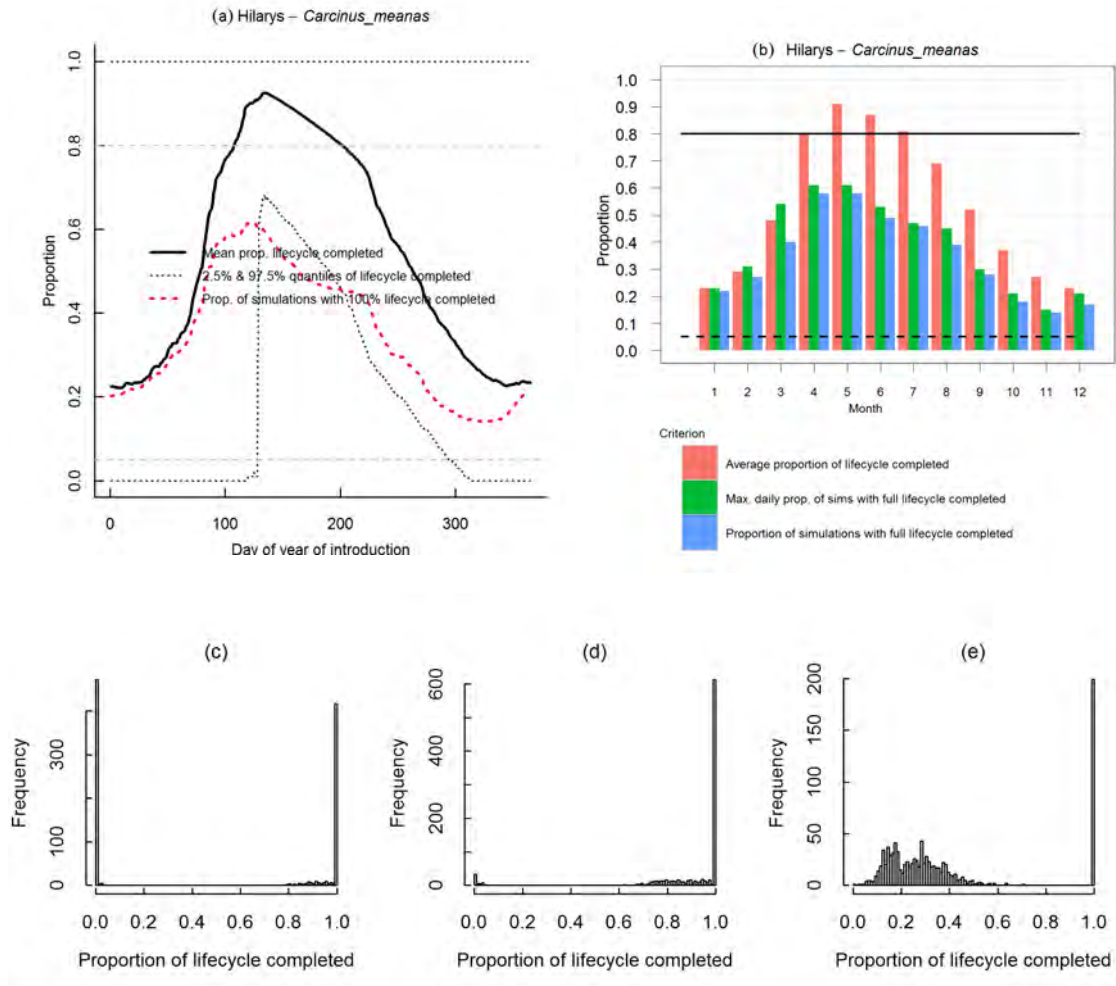 (a) Hilarys – Carcinus_meanas
1.0
0.8
0.6
0.4
0.2
0.0
Proportion
Mean prop. lifecycle completed
2.5% & 97.5% quantiles of lifecycle completed
Prop. of simulations with 100% lifecycle completed
0 100 200 300
Day of year of introduction
(b) Hilarys – Carcinus_meanas
1.0
0.9
0.8
0.7
0.6
0.5
0.4
0.3
0.2
0.1
0.0
Proportion
1 2 3 4 5 6 7 8 9 10 11 12
Month
Criterion
Average proportion of lifecycle completed
Max. daily prop. of sims with full lifecycle completed
Proportion of simulations with full lifecycle completed
(c)
300
100
0
Frequency
0.0 0.2 0.4 0.6 0.8 1.0
Proportion of lifecycle completed
(d)
600
400
200
0
Frequency
0.0 0.2 0.4 0.6 0.8 1.0
Proportion of lifecycle completed
(e)
200
150
100
50
0
Frequency
0.0 0.2 0.4 0.6 0.8 1.0
Proportion of lifecycle completed